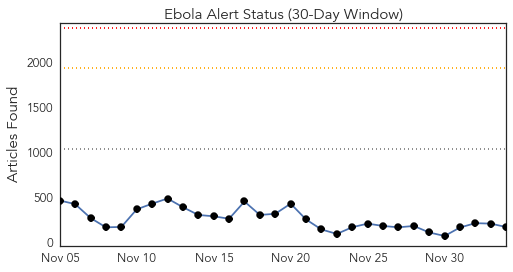 Ebola Alert Status (30-Day Window)
Articles Found
2000
1500
1000
500
0
Nov 05 Nov 10 Nov 15 Nov 20 Nov 25 Nov 30